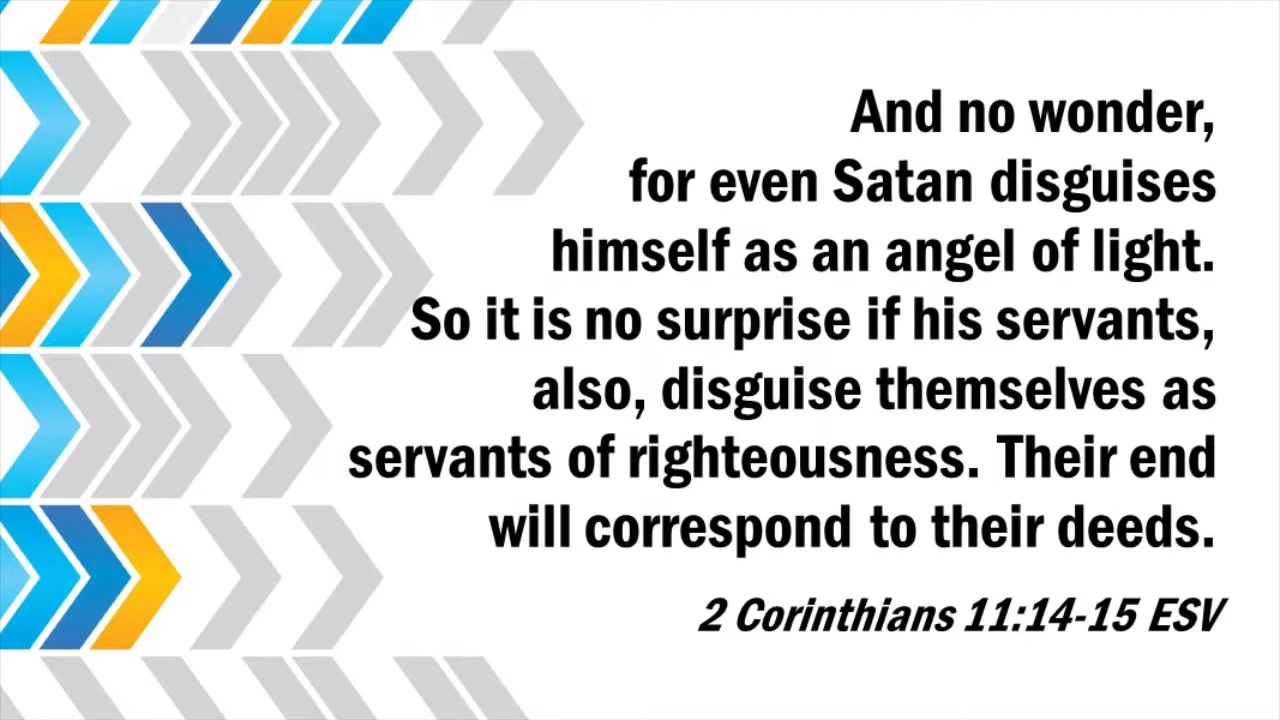 And no wonder,
for even Satan disguises
himself as an angel of light.
So it is no surprise if his servants,
also, disguise themselves as
servants of righteousness. Their end
will correspond to their deeds.
2 Corinthians 11:14-15 ESV